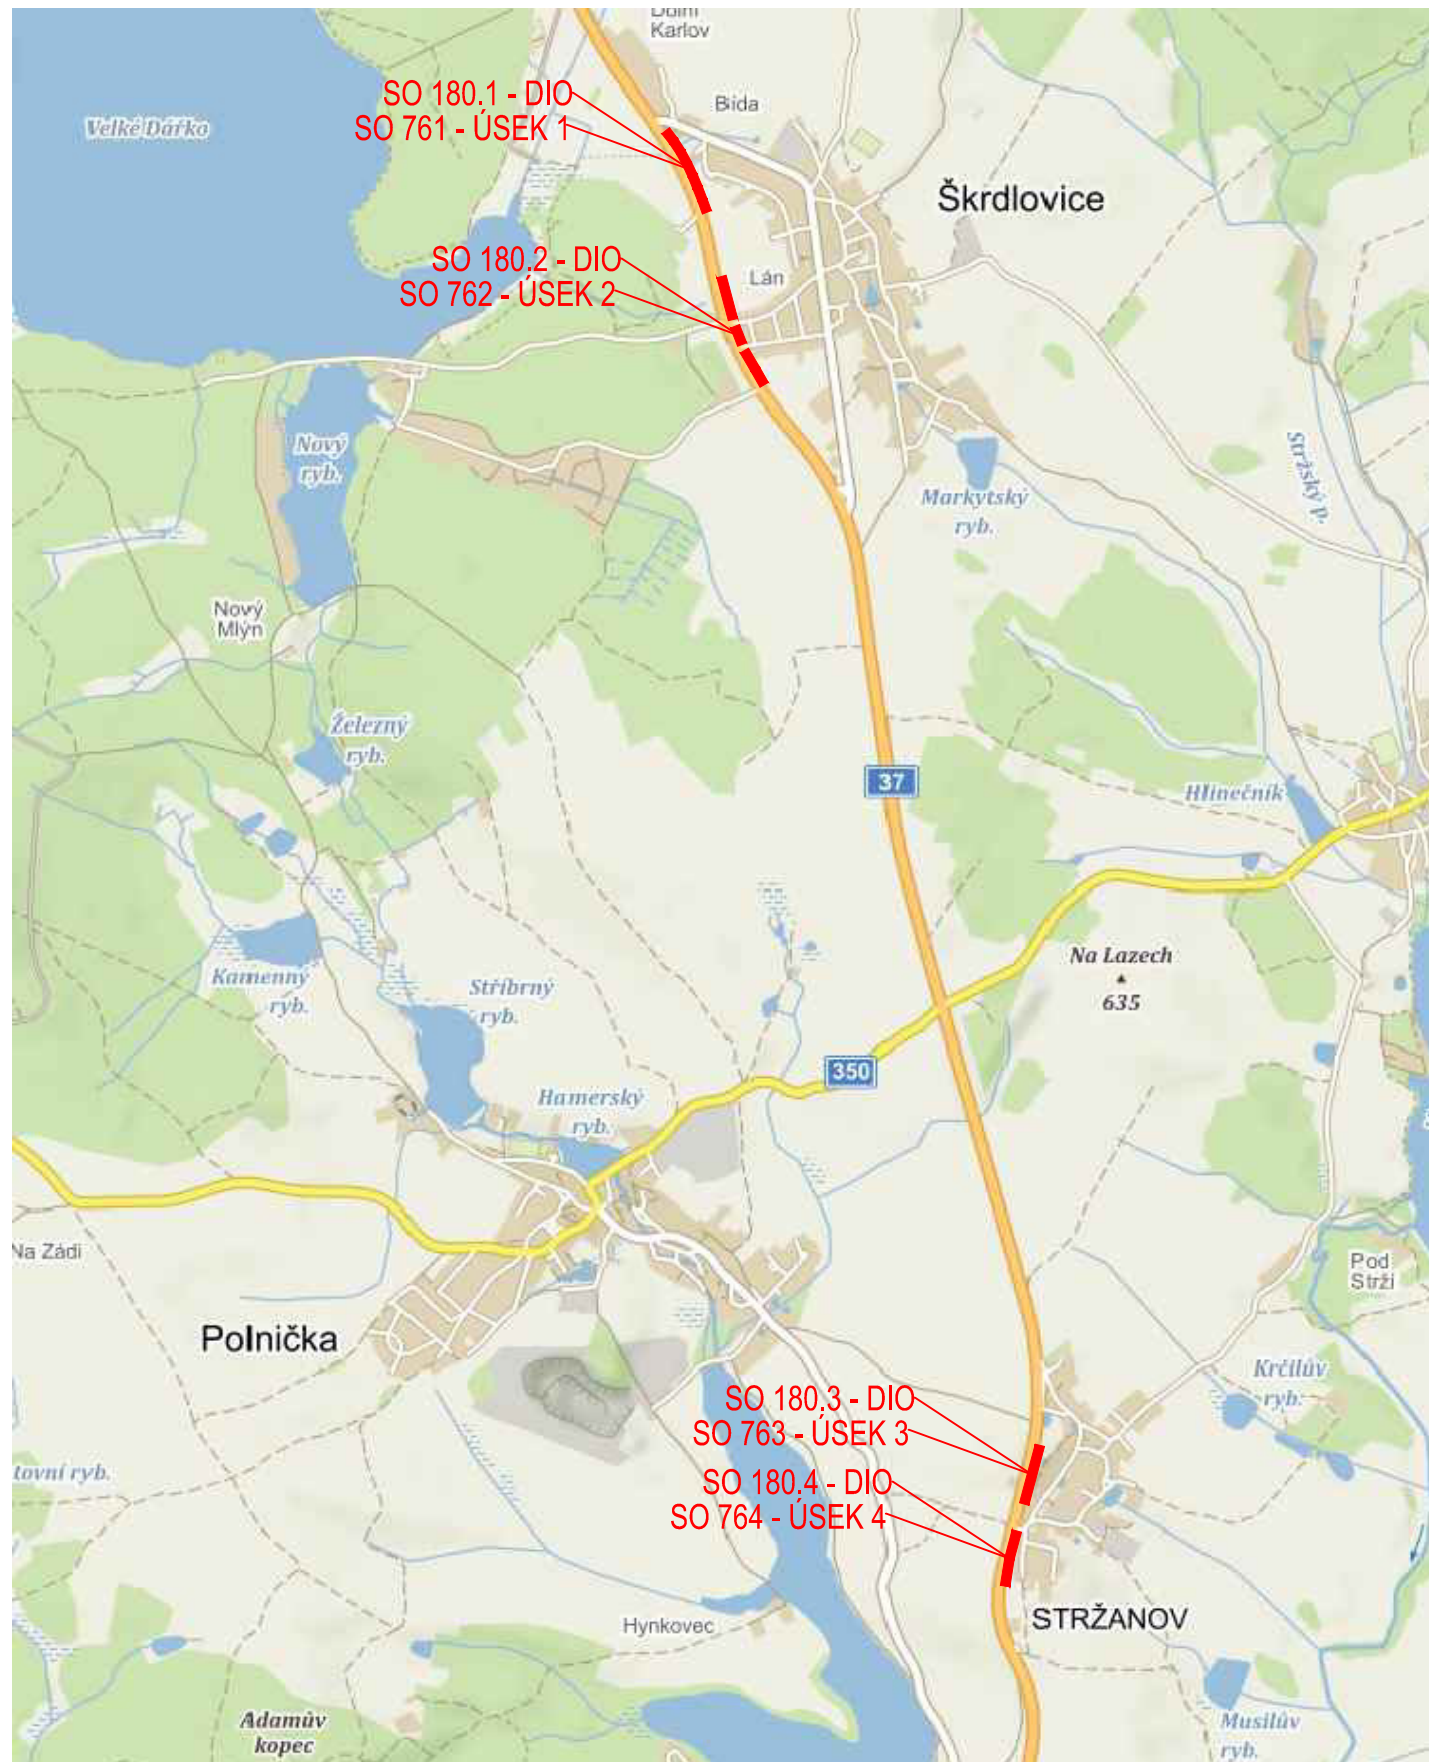 Dolní
Karlov
SO 180.1 - DIO
SO 761 - ÚSEK 1
Bída
Velké Dářko
Škrdlovice
SO 180.2 - DIO
SO 762 - ÚSEK 2
Lán
Nový
ryb.
Stržský p.
Markytský
ryb.
Nový
Mlýn
Železný
ryb.
37
Hlinečník
Na Lazech
635
Kamenný
ryb.
Stříbrný
ryb.
350
Hamerský
ryb.
Na Zádi
Pod
Strží
Polnička
Krčilův
ryb.
SO 180.3 - DIO
SO 763 - ÚSEK 3
tovní ryb.
SO 180.4 - DIO
SO 764 - ÚSEK 4
Hynkovec
STRŽANOV
Adamův
kopec
Musilův
ryb.